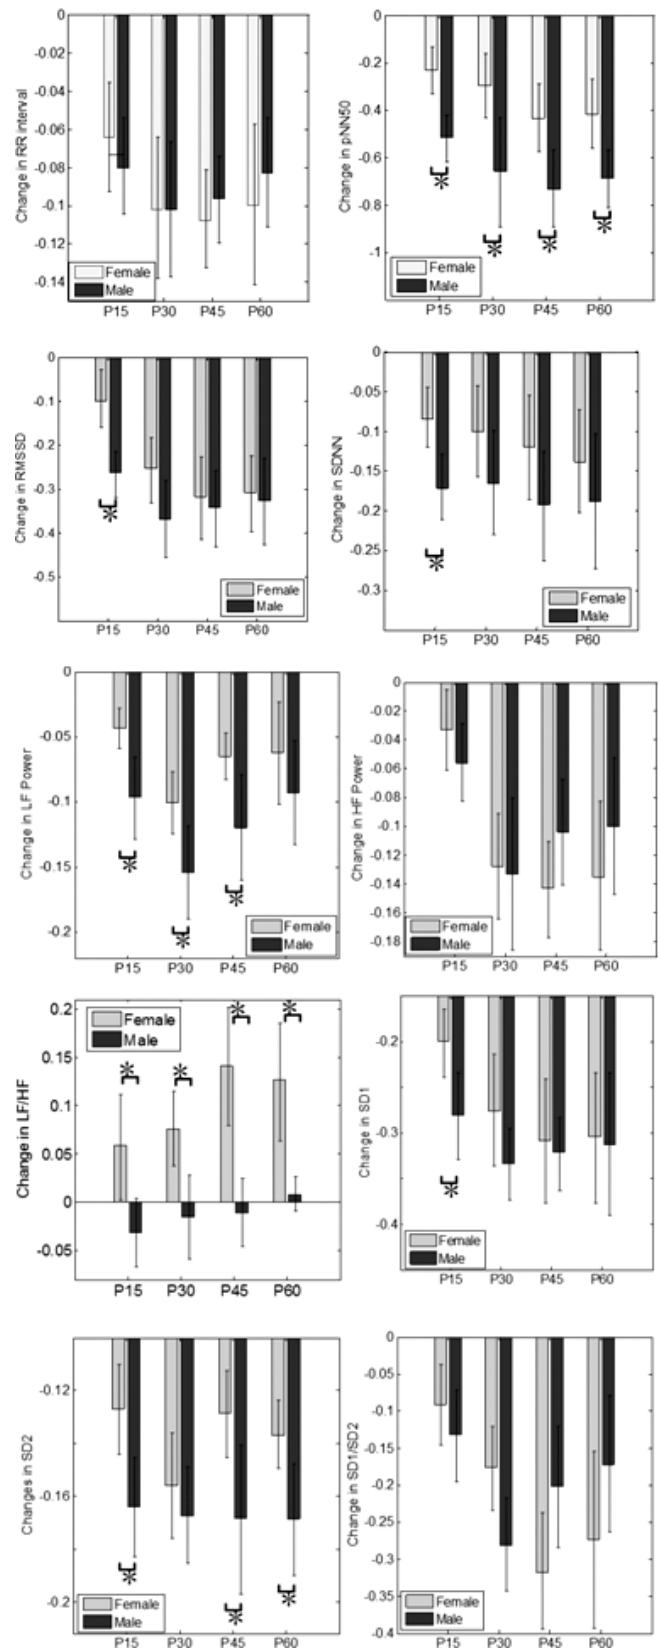 0
-0.02
-0.04
-0.06
-0.08
-0.1
-0.12
-0.14
Change in RR interval
Female
Male
P15 P30 P45 P60
0
-0.2
-0.4
-0.6
-0.8
-1
Change in pNN50
* * * *
Female
Male
P15 P30 P45 P60
0
-0.1
-0.2
-0.3
-0.4
-0.5
Change in RMSSD
*
Female
Male
P15 P30 P45 P60
0
-0.05
-0.1
-0.15
-0.2
-0.25
-0.3
Change in SDNN
*
Female
Male
P15 P30 P45 P60
0
-0.05
-0.1
-0.15
-0.2
Change in LF Power
* * *
Female
Male
P15 P30 P45 P60
0
-0.02
-0.04
-0.06
-0.08
-0.1
-0.12
-0.14
-0.16
-0.18
Change in HF Power
Female
Male
P15 P30 P45 P60
0.2
0.15
0.1
0.05
0
-0.05
Change in LF/HF
Female
Male
* * * *
P15 P30 P45 P60
-0.2
-0.3
-0.4
Change in SD1
*
Female
Male
P15 P30 P45 P60
-0.12
-0.16
-0.2
Changes in SD2
* * *
Female
Male
P15 P30 P45 P60
0
-0.05
-0.1
-0.15
-0.2
-0.25
-0.3
-0.35
-0.4
Change in SD1/SD2
Female
Male
P15 P30 P45 P60